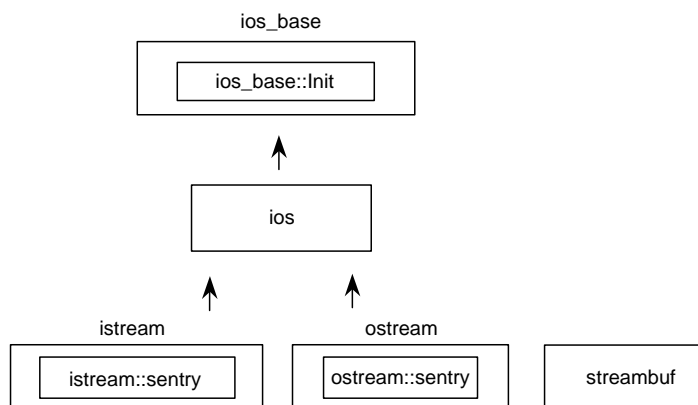 ios_base
ios_base::Init
ios
istream
ostream
istream::sentry
ostream::sentry
streambuf